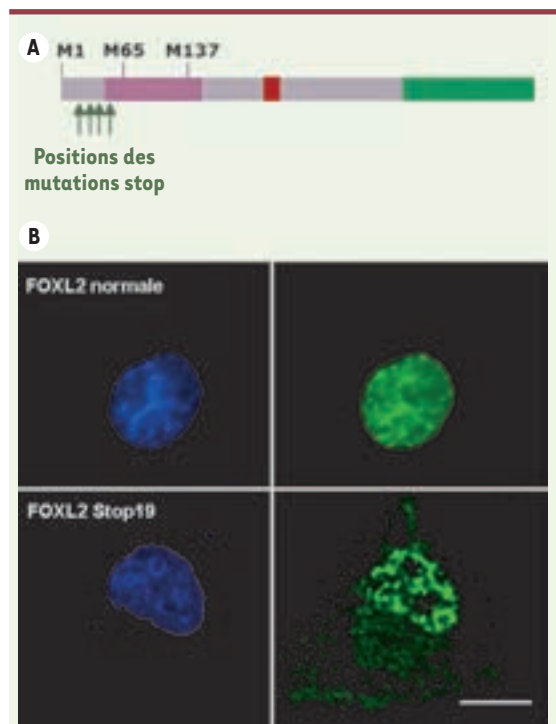 A
M1 M65 M137
Positions des
mutations stop
B
FOXL2 normale
FOXL2 Stop19